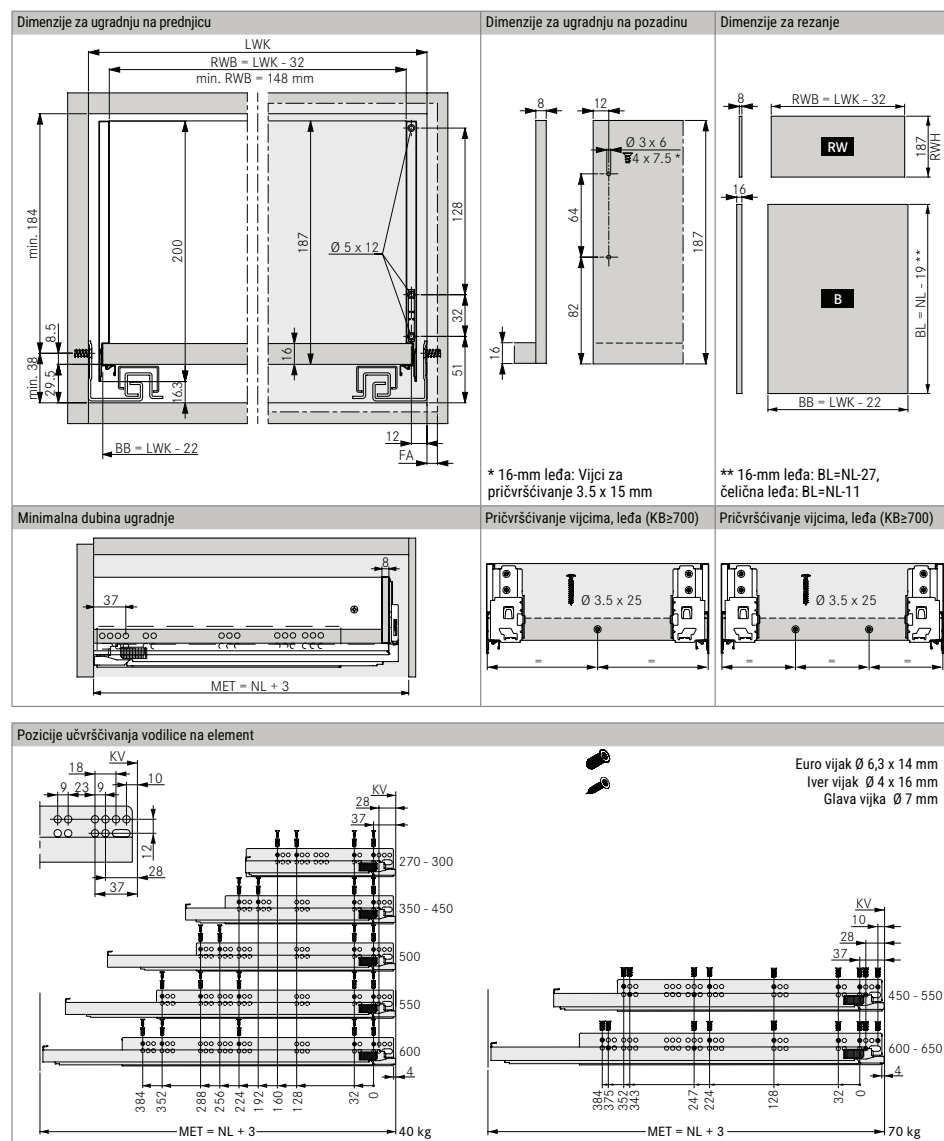 Dimenzije za ugradnju na prednjicu
LWK
RWB = LWK - 32
min. RWB = 148 mm
min. 184
200
187
Ø 5 x 12
128
32
51
8.5
min. 38
29.5
16
16.3
BB = LWK - 22
12
FA
Dimenzije za ugradnju na pozadinu
8
12
Ø 3 x 6
4 x 7.5 *
64
82
187
16
* 16-mm leđa: Vijci za
pričvršćivanje 3.5 x 15 mm
Dimenzije za rezanje
8
RWB = LWK - 32
RW
187
RWH
16
B
BL = NL - 19 **
BB = LWK - 22
** 16-mm leđa: BL=NL-27,
čelična leđa: BL=NL-11
Minimalna dubina ugradnje
37
8
MET = NL + 3
Pričvršćivanje vijcima, leđa (KB≥700)
Ø 3.5 x 25
= =
Pričvršćivanje vijcima, leđa (KB≥700)
Ø 3.5 x 25
= = =
Pozicije učvrščivanja vodilice na element
KV
18
10
9 23 9
12
28
37
KV
28
37
270 - 300
350 - 450
500
550
600
4
384 352 288 256 224 192 160 128 32 0
MET = NL + 3
40 kg
Euro vijak Ø 6,3 x 14 mm
Iver vijak Ø 4 x 16 mm
Glava vijka Ø 7 mm
KV
10
28
37
450 - 550
600 - 650
4
384 375 352 343 247 224 128 32 0
MET = NL + 3
70 kg